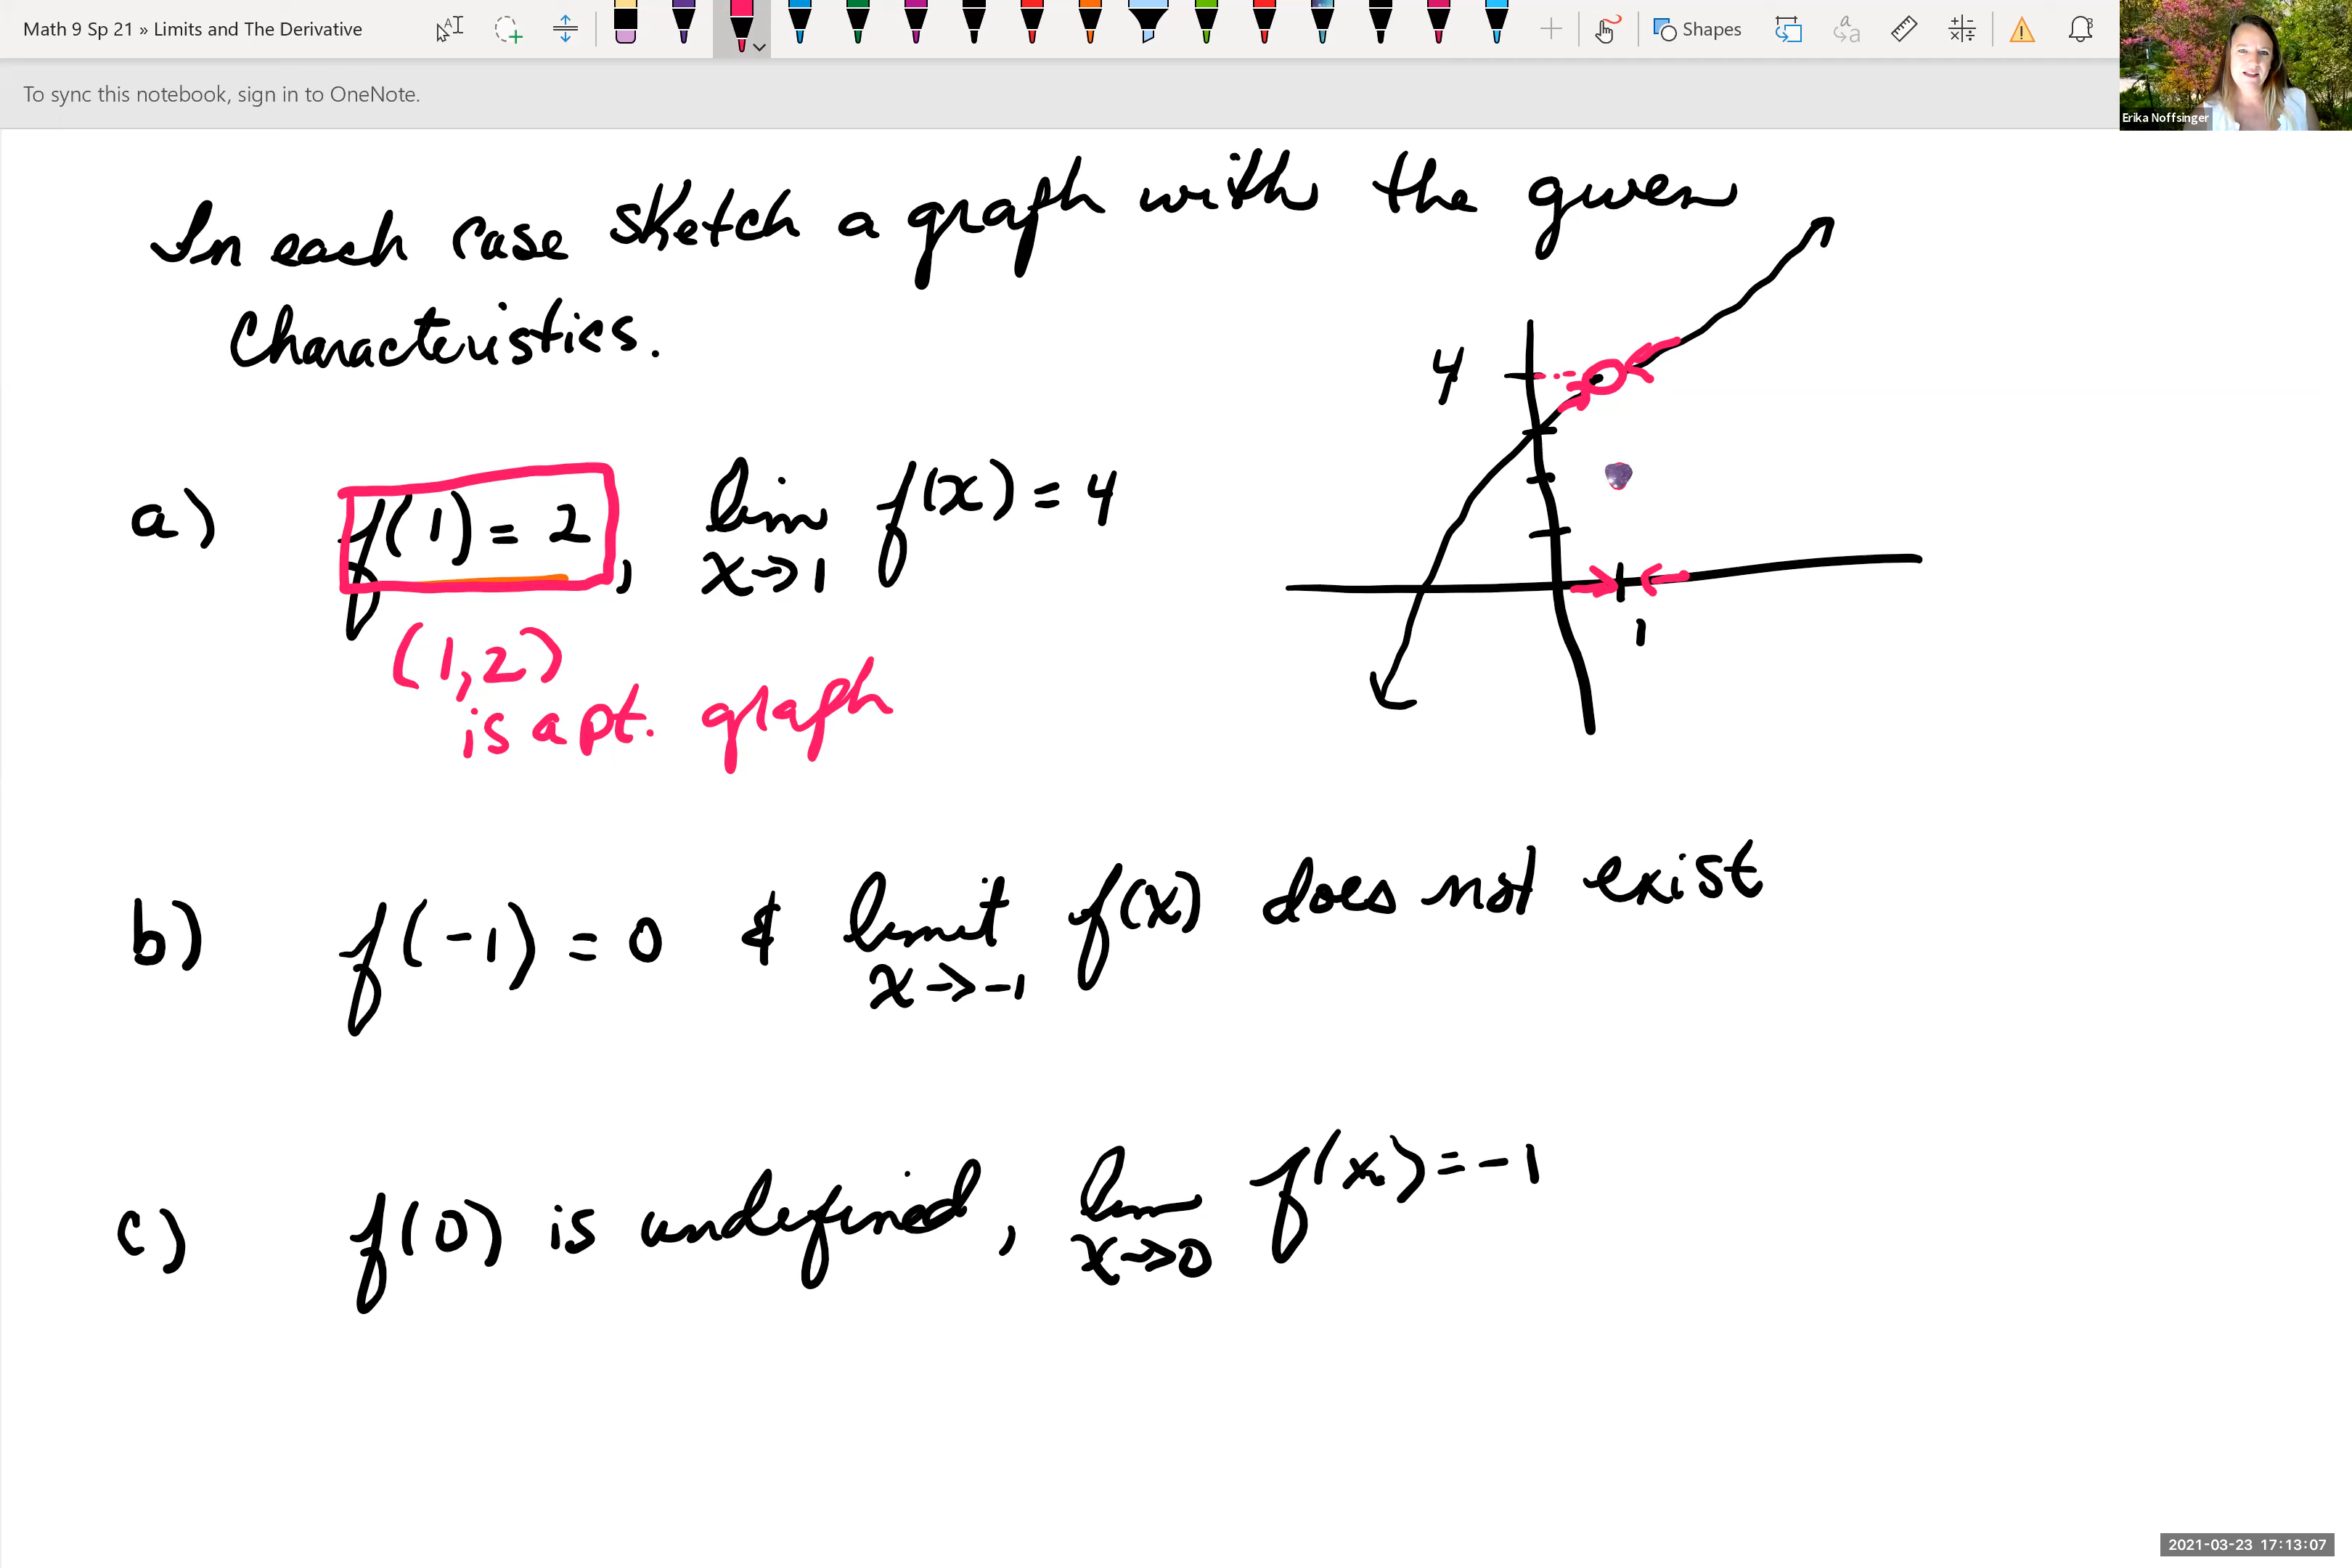 Math 9 Sp 21 » Limits and The Derivative
Shapes
To sync this notebook, sign in to OneNote.
Erika Noffsinger
In each case sketch a graph with the given
characteristics.
4
1
a) f(1) = 2, lim f(x) = 4
x→1
(1,2)
is a pt. graph
b) f(-1) = 0 & limit f(x) does not exist
x→-1
c) f(0) is undefined, lim f(x) = -1
x→0
2021-03-23 17:13:07